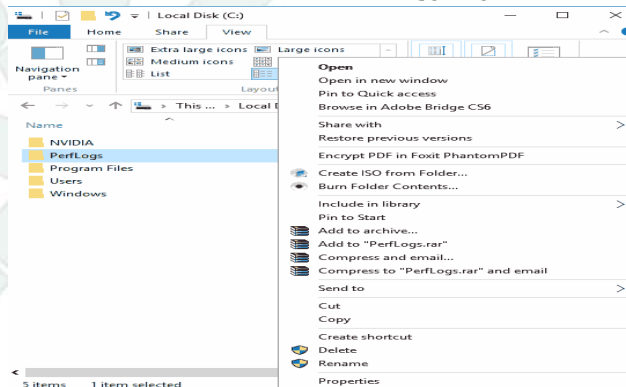 Local Disk (C:)
File Home Share View
Extra large icons Large icons
Medium icons
List
Navigation pane
Panes
Layou
This ... Local
Name
NVIDIA
PerfLogs
Program Files
Users
Windows
5 items 1 item selected
Open
Open in new window
Pin to Quick access
Browse in Adobe Bridge CS6
Share with
Restore previous versions
Encrypt PDF in Foxit PhantomPDF
Create ISO from Folder...
Burn Folder Contents...
Include in library
Pin to Start
Add to archive...
Add to "PerfLogs.rar"
Compress and email...
Compress to "PerfLogs.rar" and email
Send to
Cut
Copy
Create shortcut
Delete
Rename
Properties